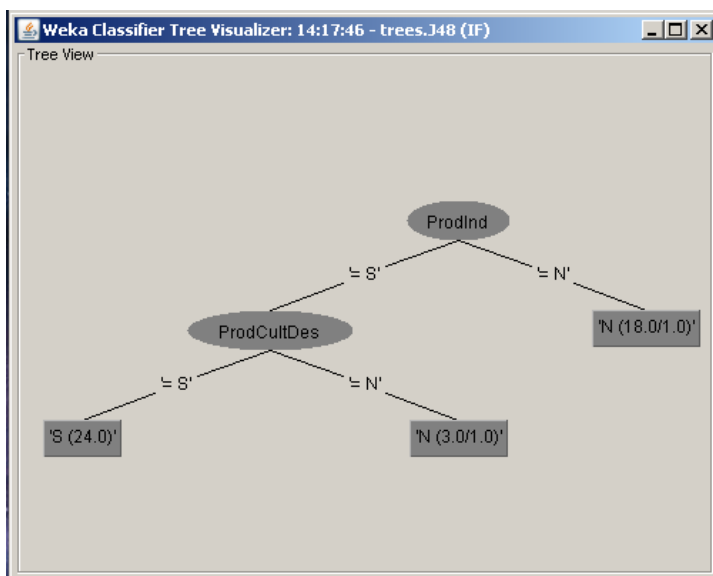 Weka Classifier Tree Visualizer: 14:17:46 - trees.J48 (IF)
Tree View
ProdInd
'= S'
'= N'
ProdCultDes
'N (18.0/1.0)'
'= S'
'= N'
'S (24.0)'
'N (3.0/1.0)'